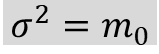 σ² = m₀